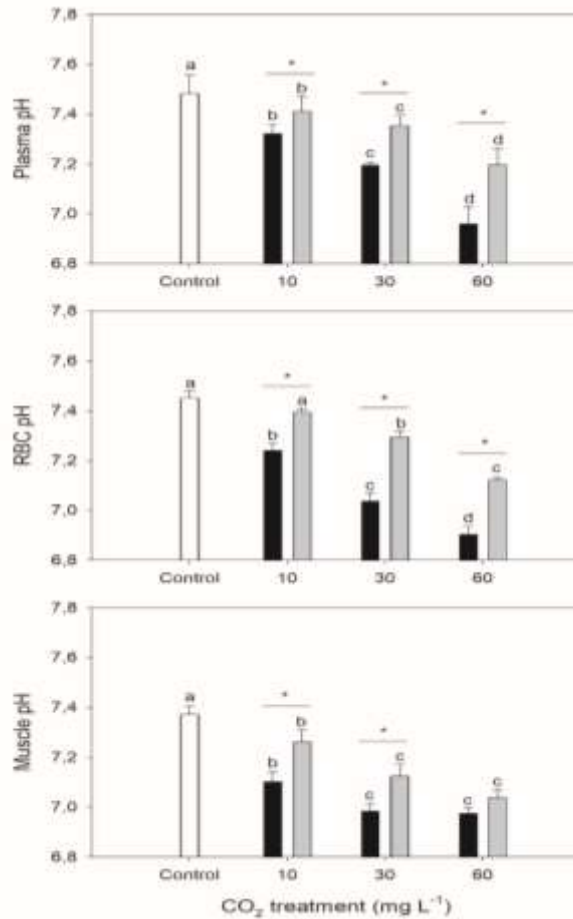 7,8
7,6
7,4
7,2
7,0
6,8
Plasma pH
a
*
b
b
*
c
c
*
d
d
Control 10 30 60
7,8
7,6
7,4
7,2
7,0
6,8
RBC pH
a
*
b
a
*
c
b
*
d
c
Control 10 30 60
7,8
7,6
7,4
7,2
7,0
6,8
Muscle pH
a
*
b
b
*
c
c
c
c
Control 10 30 60
CO₂ treatment (mg L⁻¹)